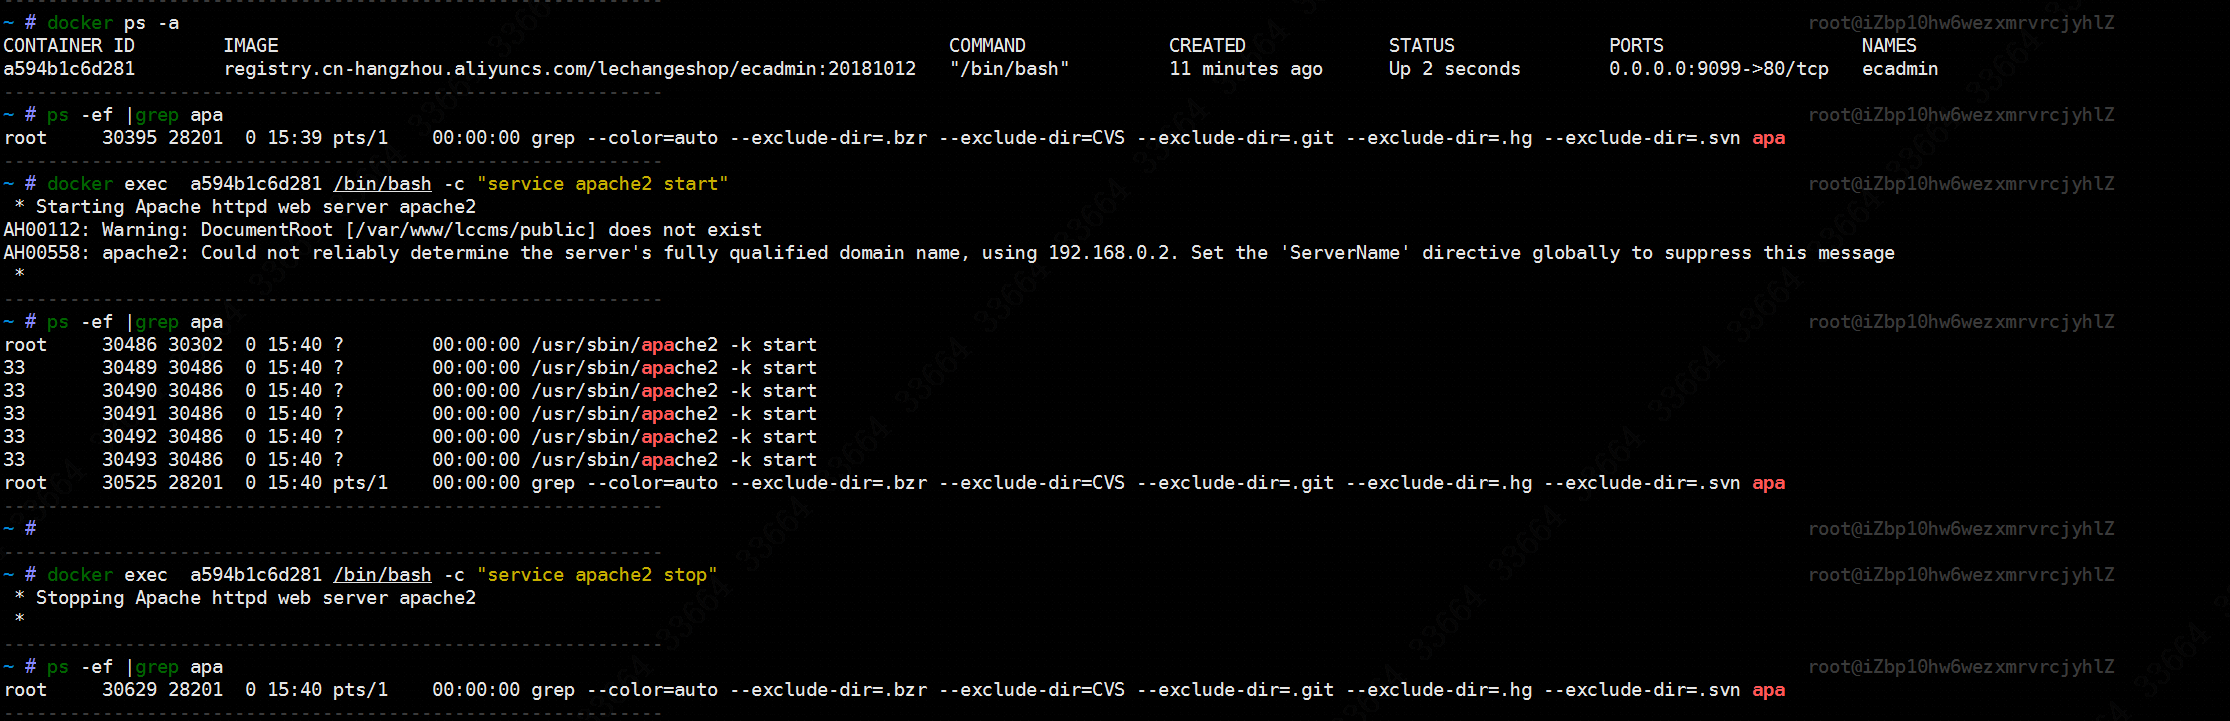 ~ # docker ps -a root@iZbp10hw6wezxmrvrcjyhlZ
CONTAINER ID IMAGE COMMAND CREATED STATUS PORTS NAMES
a594b1c6d281 registry.cn-hangzhou.aliyuncs.com/lechangeshop/ecadmin:20181012 "/bin/bash" 11 minutes ago Up 2 seconds 0.0.0.0:9099->80/tcp ecadmin
~ # ps -ef |grep apa root@iZbp10hw6wezxmrvrcjyhlZ
root 30395 28201 0 15:39 pts/1 00:00:00 grep --color=auto --exclude-dir=.bzr --exclude-dir=CVS --exclude-dir=.git --exclude-dir=.hg --exclude-dir=.svn apa
~ # docker exec a594b1c6d281 /bin/bash -c "service apache2 start" root@iZbp10hw6wezxmrvrcjyhlZ
* Starting Apache httpd web server apache2
AH00112: Warning: DocumentRoot [/var/www/lccms/public] does not exist
AH00558: apache2: Could not reliably determine the server's fully qualified domain name, using 192.168.0.2. Set the 'ServerName' directive globally to suppress this message
*
~ # ps -ef |grep apa root@iZbp10hw6wezxmrvrcjyhlZ
root 30486 30302 0 15:40 ? 00:00:00 /usr/sbin/apache2 -k start
33 30489 30486 0 15:40 ? 00:00:00 /usr/sbin/apache2 -k start
33 30490 30486 0 15:40 ? 00:00:00 /usr/sbin/apache2 -k start
33 30491 30486 0 15:40 ? 00:00:00 /usr/sbin/apache2 -k start
33 30492 30486 0 15:40 ? 00:00:00 /usr/sbin/apache2 -k start
33 30493 30486 0 15:40 ? 00:00:00 /usr/sbin/apache2 -k start
root 30525 28201 0 15:40 pts/1 00:00:00 grep --color=auto --exclude-dir=.bzr --exclude-dir=CVS --exclude-dir=.git --exclude-dir=.hg --exclude-dir=.svn apa
~ # root@iZbp10hw6wezxmrvrcjyhlZ
~ # docker exec a594b1c6d281 /bin/bash -c "service apache2 stop" root@iZbp10hw6wezxmrvrcjyhlZ
* Stopping Apache httpd web server apache2
*
~ # ps -ef |grep apa root@iZbp10hw6wezxmrvrcjyhlZ
root 30629 28201 0 15:40 pts/1 00:00:00 grep --color=auto --exclude-dir=.bzr --exclude-dir=CVS --exclude-dir=.git --exclude-dir=.hg --exclude-dir=.svn apa